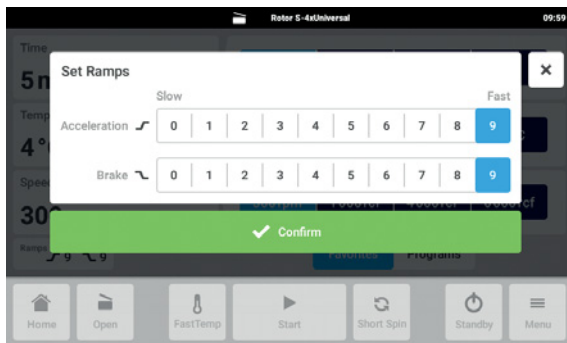 Rotor S-4xUniversal 09:59
Time
5
Set Ramps
Slow Fast
Acceleration 0 1 2 3 4 5 6 7 8 9
Temp
4°
Brake 0 1 2 3 4 5 6 7 8 9
Speed
30
Confirm
Ramps 9 9 Favorites Programs
Home Open FastTemp Start Short Spin Standby Menu